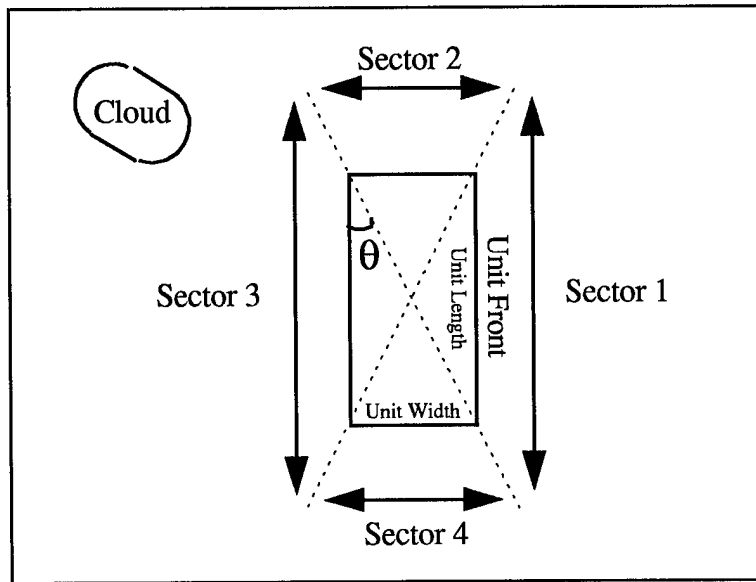 Sector 2
Cloud
θ
Unit Length
Unit Front
Sector 3
Sector 1
Unit Width
Sector 4